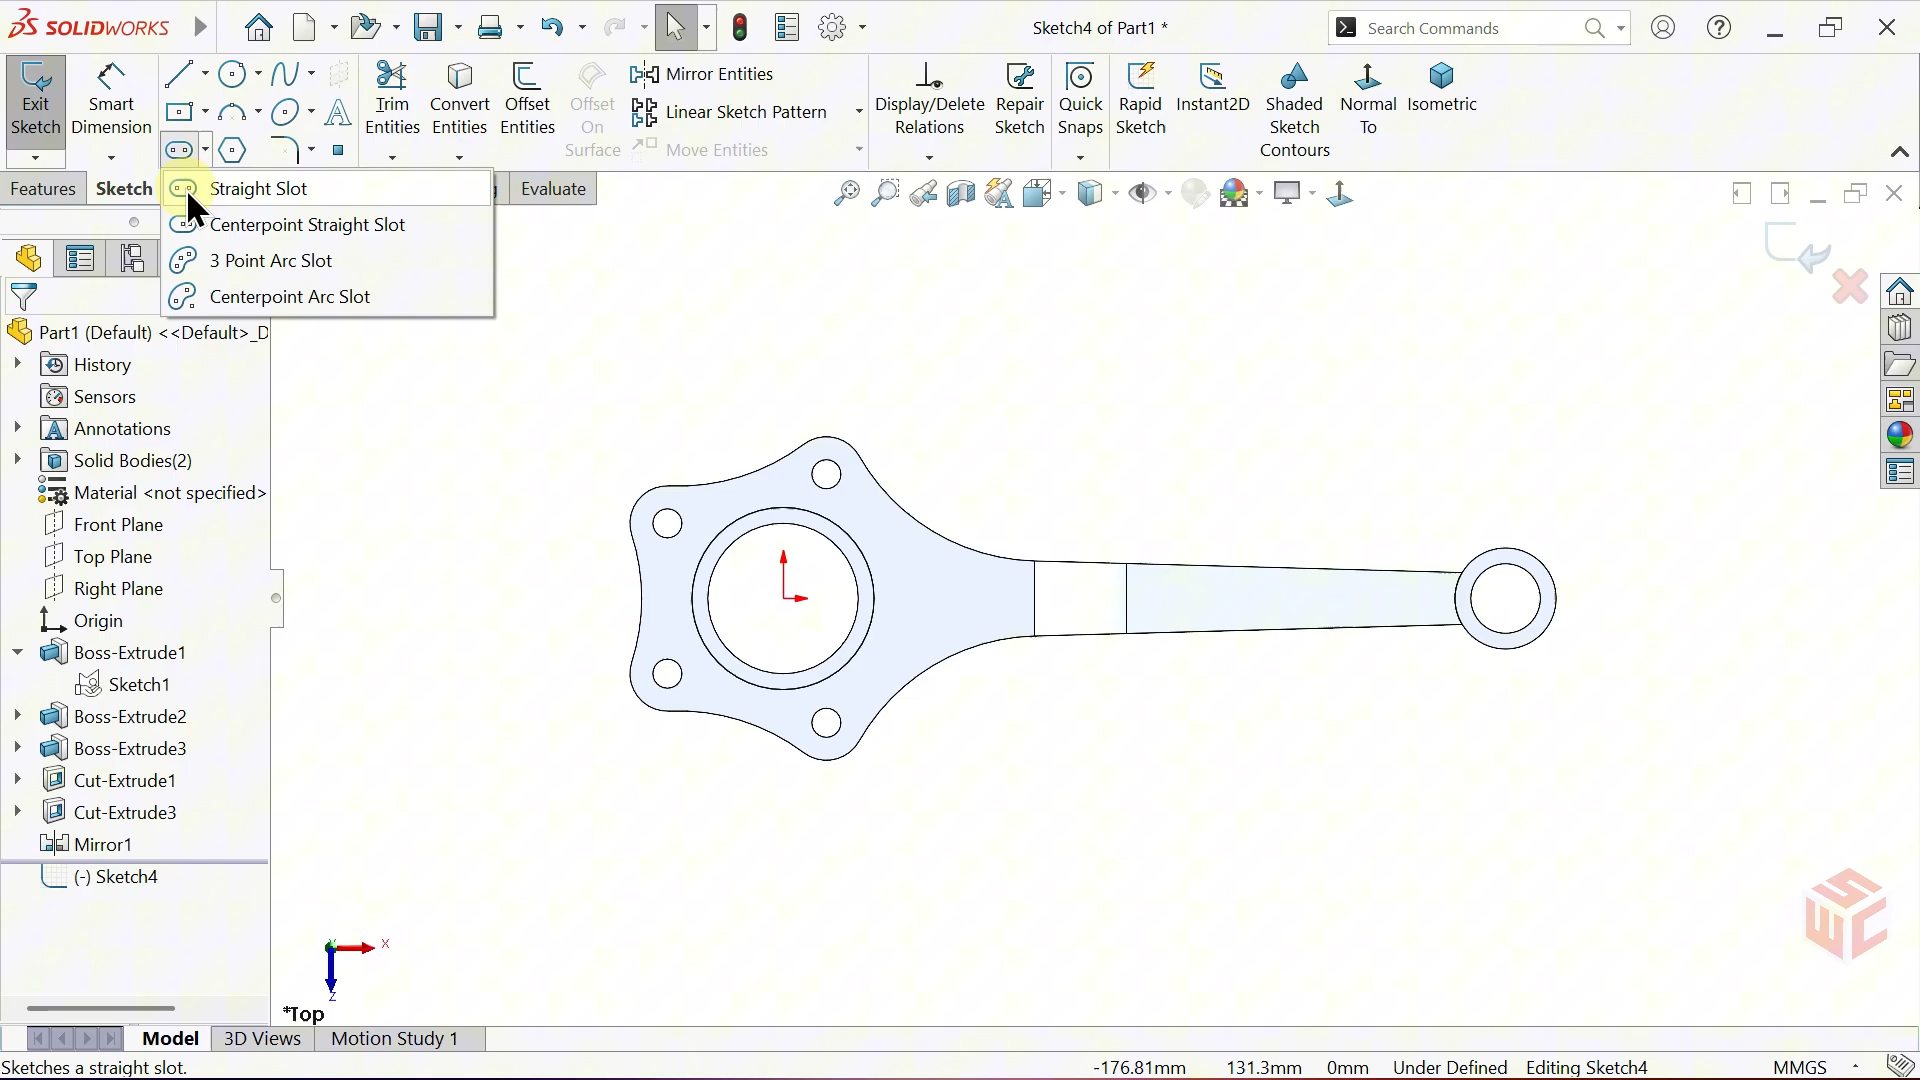 SOLIDWORKS
Sketch4 of Part1 *
Search Commands
Exit Sketch
Smart Dimension
Trim Entities
Convert Entities
Offset Entities
Offset On Surface
Mirror Entities
Linear Sketch Pattern
Move Entities
Display/Delete Relations
Repair Sketch
Quick Snaps
Rapid Sketch
Instant2D
Shaded Sketch Contours
Normal To
Isometric
Features
Sketch
Evaluate
Straight Slot
Centerpoint Straight Slot
3 Point Arc Slot
Centerpoint Arc Slot
Part1 (Default) <<Default>_D
History
Sensors
Annotations
Solid Bodies(2)
Material <not specified>
Front Plane
Top Plane
Right Plane
Origin
Boss-Extrude1
Sketch1
Boss-Extrude2
Boss-Extrude3
Cut-Extrude1
Cut-Extrude3
Mirror1
(-) Sketch4
X
Y
Z
*Top
SWC
Model
3D Views
Motion Study 1
Sketches a straight slot.
-176.81mm
131.3mm
0mm
Under Defined
Editing Sketch4
MMGS